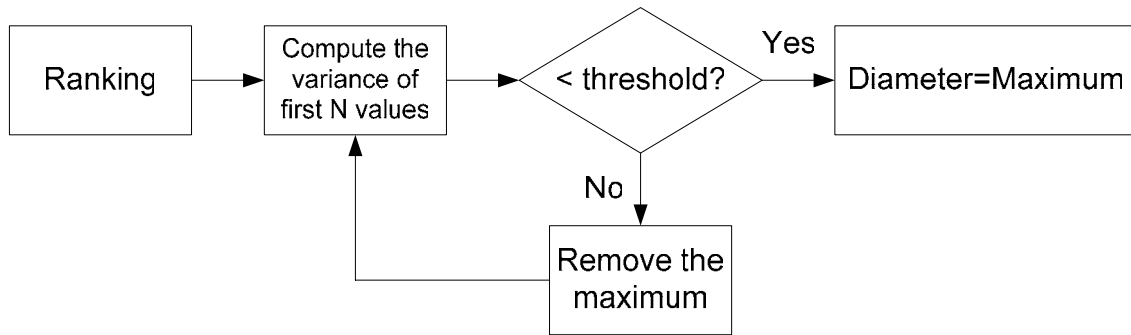 Ranking
Compute the
variance of
first N values
< threshold?
Yes
Diameter=Maximum
No
Remove the
maximum